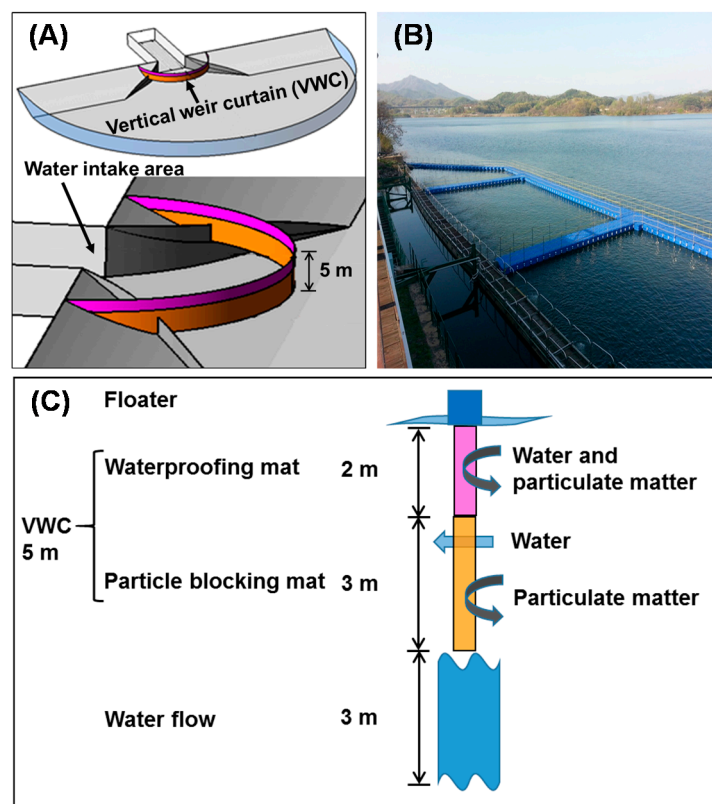 (A)
Vertical weir curtain (VWC)
Water intake area
5 m
(B)
(C)
Floater
Waterproofing mat
2 m
Water and
particulate matter
VWC
5 m
Water
Particle blocking mat
3 m
Particulate matter
Water flow
3 m